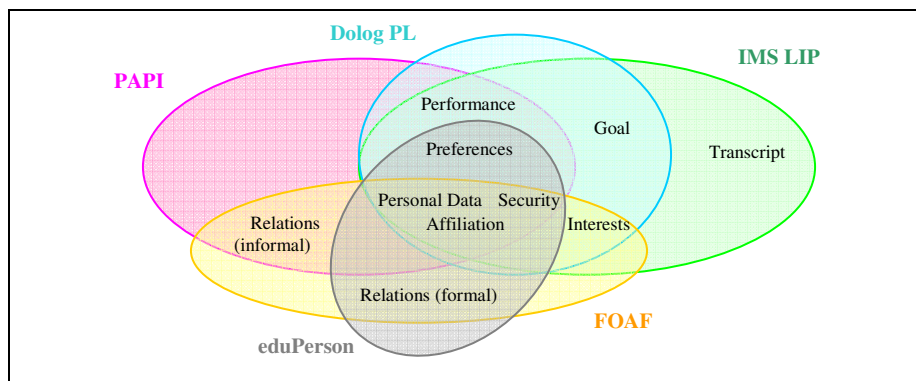 Dolog PL
IMS LIP
PAPI
Performance
Goal
Preferences
Transcript
Personal Data Security
Affiliation
Relations
(informal)
Interests
Relations (formal)
FOAF
eduPerson